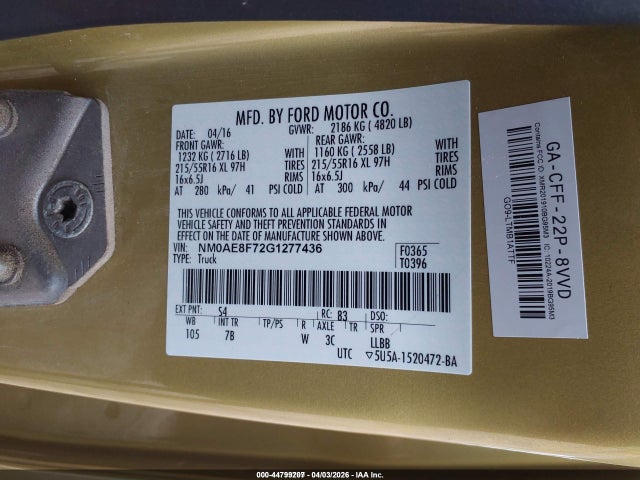 MFD. BY FORD MOTOR CO.
DATE: 04/16 GVWR: 2186 KG ( 4820 LB)
FRONT GAWR: REAR GAWR:
1232 KG ( 2716 LB) WITH 1160 KG ( 2558 LB) WITH
215/55R16 XL 97H TIRES 215/55R16 XL 97H TIRES
16x6.5J RIMS 16x6.5J RIMS
AT 280 kPa/ 41 PSI COLD AT 300 kPa/ 44 PSI COLD
THIS VEHICLE CONFORMS TO ALL APPLICABLE FEDERAL MOTOR
VEHICLE SAFETY AND THEFT PREVENTION STANDARDS IN EFFECT
ON THE DATE OF MANUFACTURE SHOWN ABOVE.
VIN: NM0AE8F72G1277436 F0365
TYPE: Truck T0396
EXT PNT: S4 RC: 83 DSO:
WB INT TR TP/PS R AXLE TR SPR
105 7B W 3C LLBB
UTC ▽5U5A-1520472-BA
GA-CFF-22P-8VVD
000-44799207 - 04/03/2026 - IAA Inc.